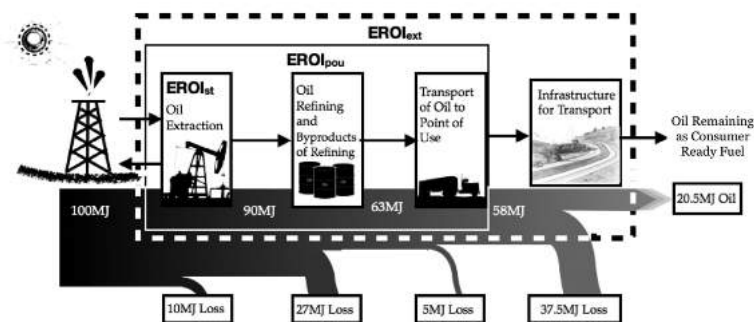 EROIext
EROIpou
EROIst
Oil
Extraction
Oil
Refining
and
Byproducts
of Refining
Transport
of Oil to
Point of
Use
Infrastructure
for Transport
Oil Remaining
as Consumer
Ready Fuel
100MJ
90MJ
63MJ
58MJ
20.5MJ Oil
10MJ Loss
27MJ Loss
5MJ Loss
37.5MJ Loss